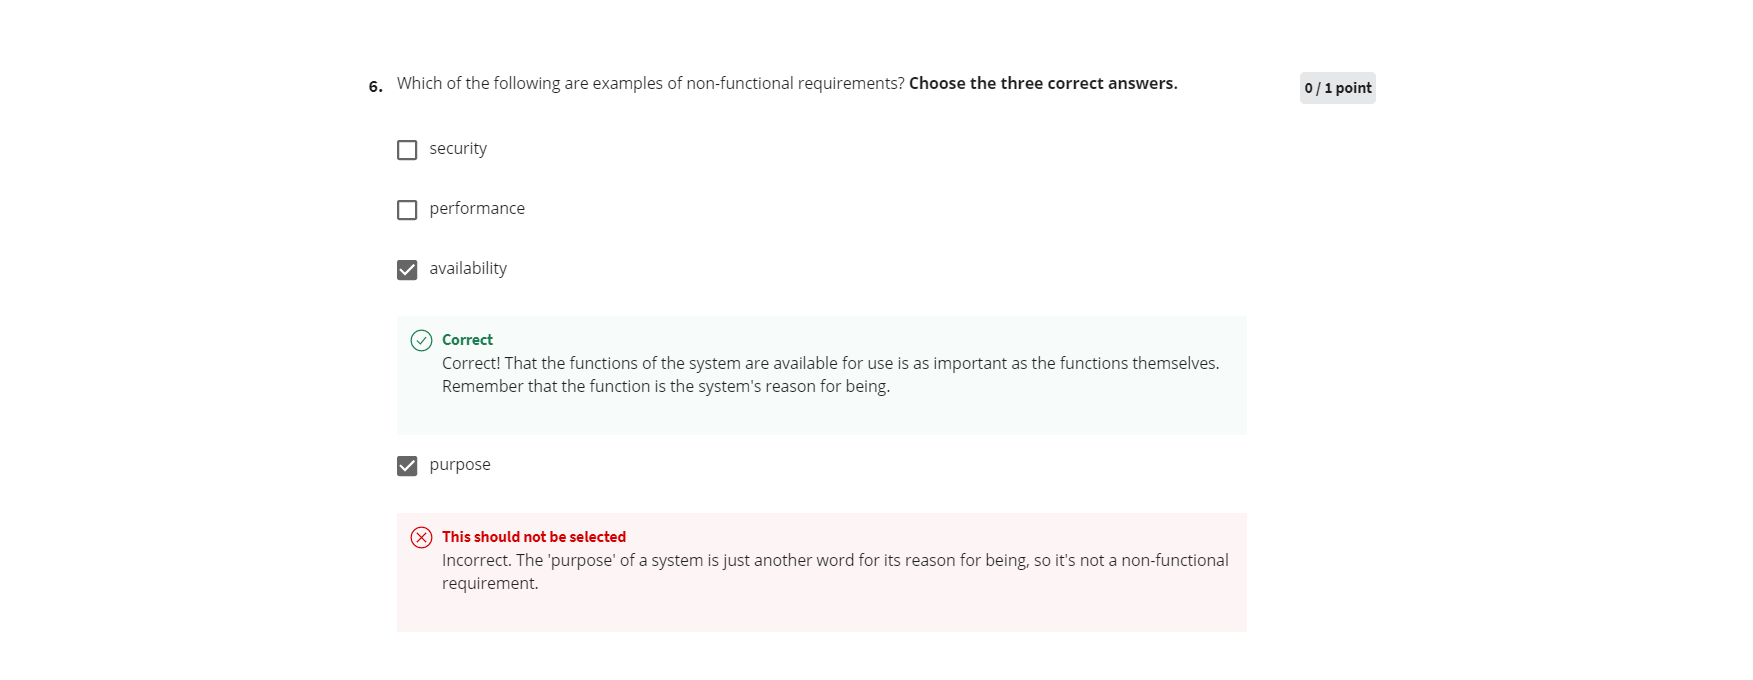 6. Which of the following are examples of non-functional requirements? Choose the three correct answers.
0 / 1 point
security
performance
availability
Correct
Correct! That the functions of the system are available for use is as important as the functions themselves.
Remember that the function is the system's reason for being.
purpose
This should not be selected
Incorrect. The 'purpose' of a system is just another word for its reason for being, so it's not a non-functional
requirement.